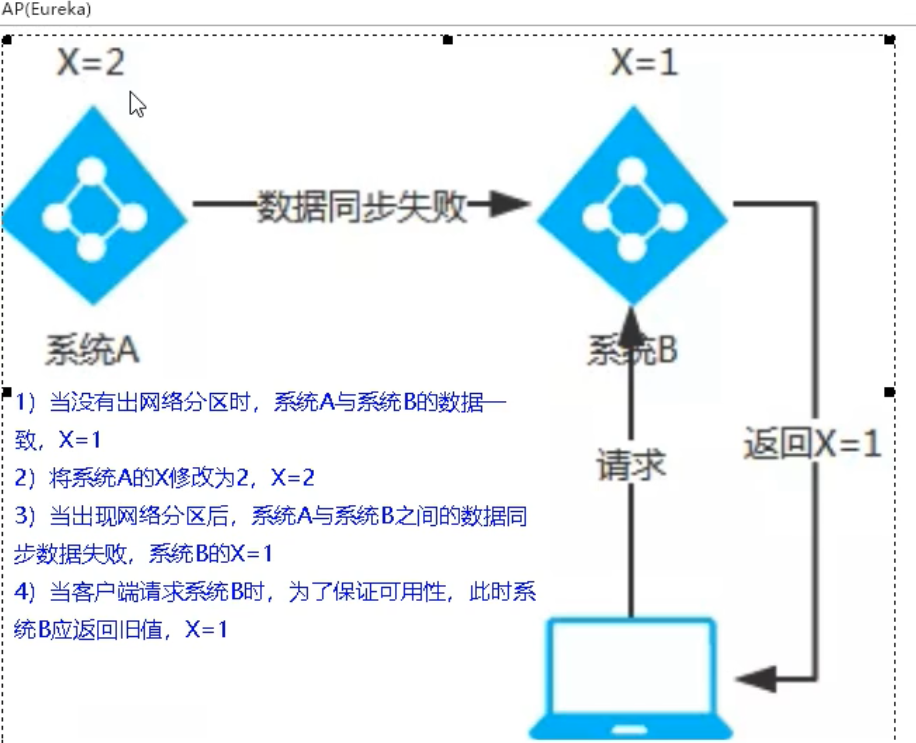 AP(Eureka)
X=2
X=1
数据同步失败
系统A
系统B
1）当没有出网络分区时，系统A与系统B的数据一
致，X=1
2）将系统A的X修改为2，X=2
3）当出现网络分区后，系统A与系统B之间的数据同
步数据失败，系统B的X=1
4）当客户端请求系统B时，为了保证可用性，此时系
统B应返回旧值，X=1
请求
返回X=1